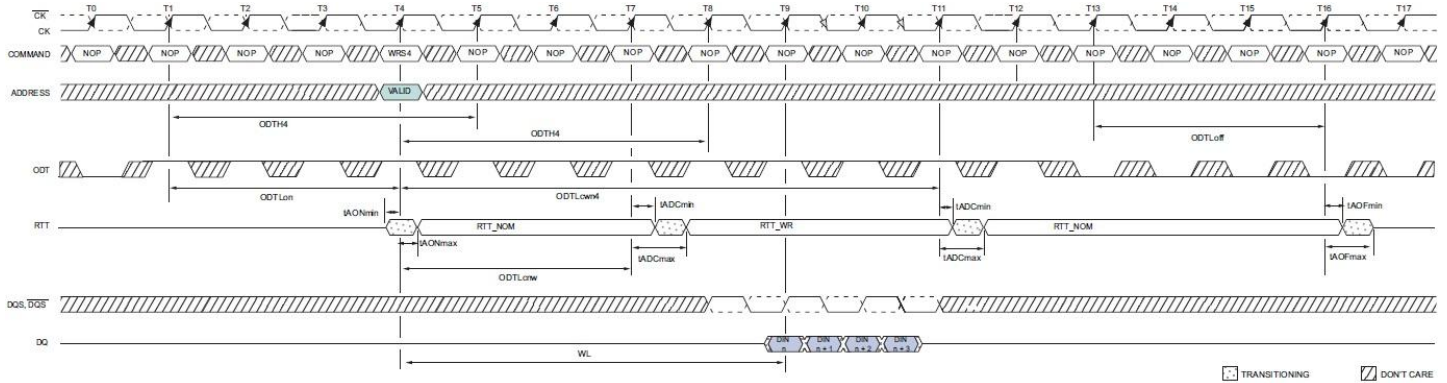 T0 T1 T2 T3 T4 T5 T6 T7 T8 T9 T10 T11 T12 T13 T14 T15 T16 T17
CK
CK
COMMAND NOP NOP NOP NOP WRS4 NOP NOP NOP NOP NOP NOP NOP NOP NOP NOP NOP NOP NOP
ADDRESS VALID
ODTH4
ODTH4
ODTLoff
ODT
ODTLon ODTLcwn4
tAONmin tADCmin tADCmin tAOFmin
RTT RTT_NOM RTT_WR RTT_NOM
tAONmax tADCmax tADCmax tAOFmax
ODTLcnw
DQS, DQS
DQ DIN n DIN n + 1 DIN n + 2 DIN n + 3
WL
TRANSITIONING DON'T CARE